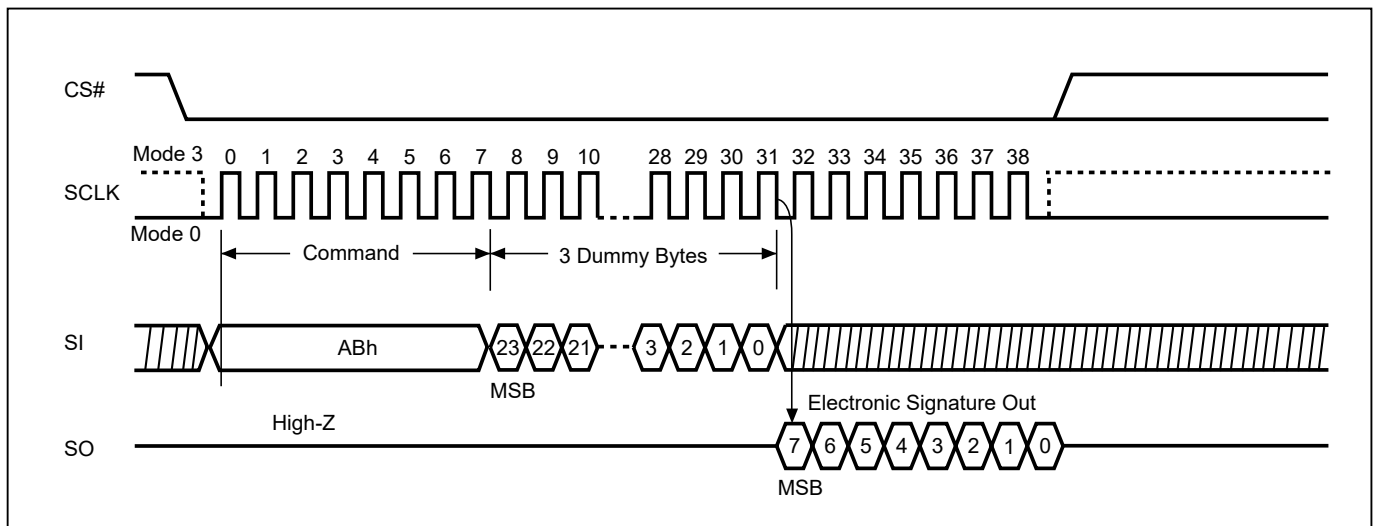 CS#
Mode 3 0 1 2 3 4 5 6 7 8 9 10 28 29 30 31 32 33 34 35 36 37 38
SCLK
Mode 0
Command 3 Dummy Bytes
SI ABh 23 22 21 3 2 1 0
MSB
Electronic Signature Out
High-Z
SO 7 6 5 4 3 2 1 0
MSB